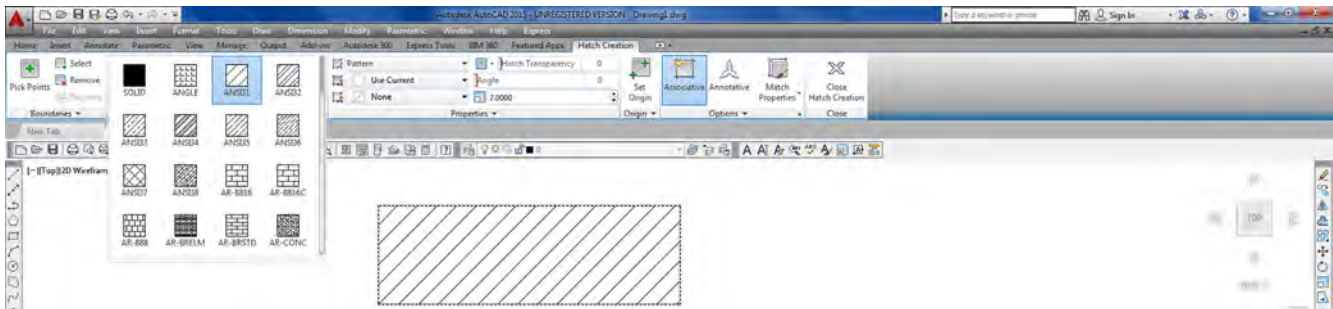 Autodesk AutoCAD 2015 - UNREGISTERED VERSION Drawing1.dwg
Type a keyword or phrase
Sign In
File Edit View Insert Format Tools Draw Dimension Modify Parametric Window Help Express
Home Insert Annotate Parametric View Manage Output Add-ins Autodesk 360 Express Tools BIM 360 Featured Apps Hatch Creation
Pick Points
Select
Remove
Boundaries
SOLID ANGLE ANSI31 ANSI32
ANSI33 ANSI34 ANSI35 ANSI36
ANSI37 ANSI38 AR-B816 AR-B816C
AR-B88 AR-BRELM AR-BRSTD AR-CONC
Pattern
Use Current
None
Hatch Transparency 0
Angle 0
2.0000
Properties
Set Origin
Origin
Associative Annotative Match Properties
Options
Close Hatch Creation
Close
New Tab
[-][Top][2D Wirefram
0
TOP